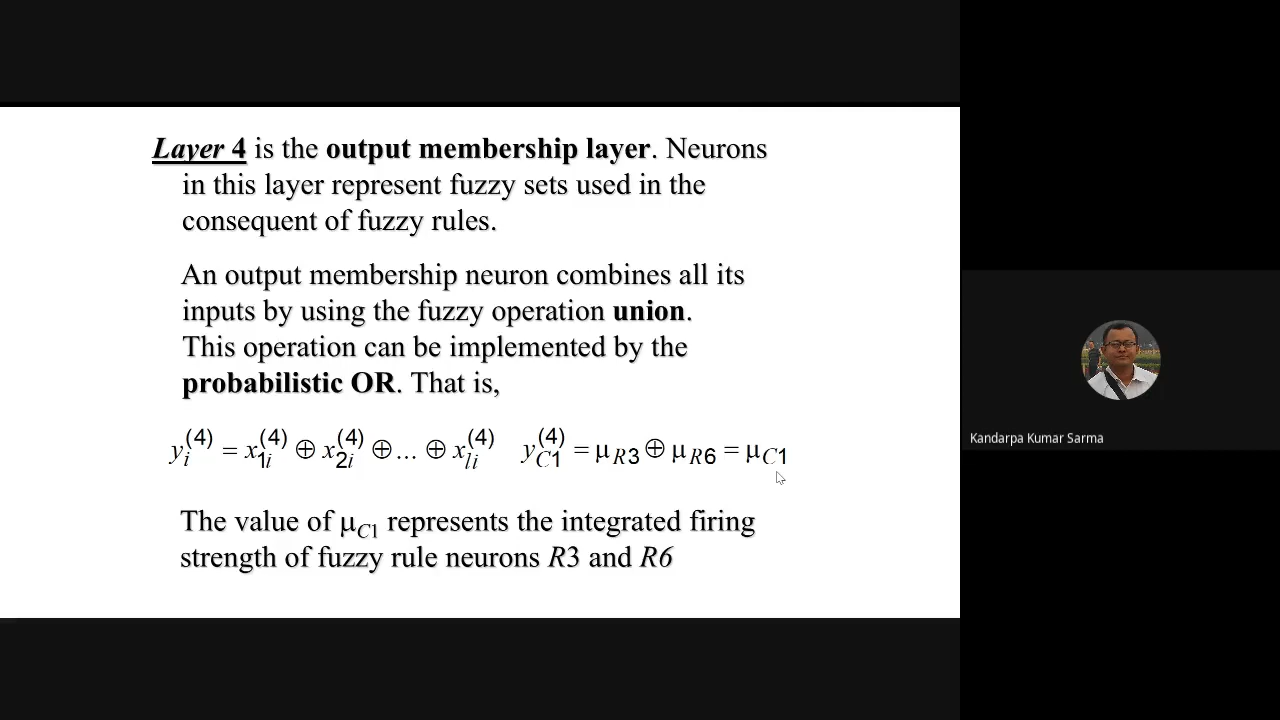 Layer 4 is the output membership layer. Neurons
in this layer represent fuzzy sets used in the
consequent of fuzzy rules.
An output membership neuron combines all its
inputs by using the fuzzy operation union.
This operation can be implemented by the
probabilistic OR. That is,
y_i^(4) = x_1i^(4) ⊕ x_2i^(4) ⊕ ... ⊕ x_li^(4) y_C1^(4) = μ_R3 ⊕ μ_R6 = μ_C1
The value of μ_C1 represents the integrated firing
strength of fuzzy rule neurons R3 and R6
Kandarpa Kumar Sarma